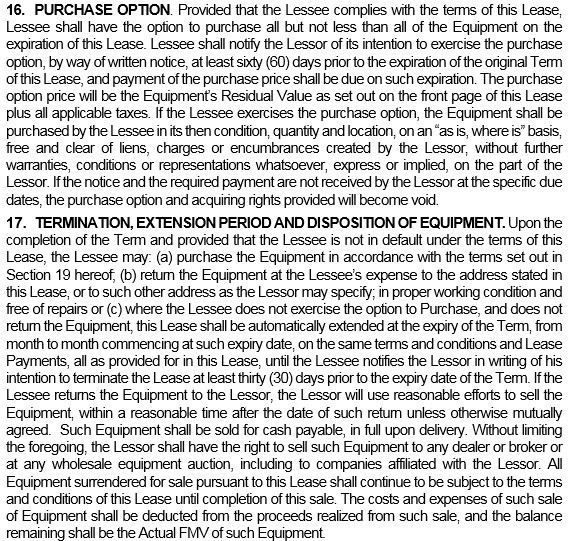 16. PURCHASE OPTION. Provided that the Lessee complies with the terms of this Lease,
Lessee shall have the option to purchase all but not less than all of the Equipment on the
expiration of this Lease. Lessee shall notify the Lessor of its intention to exercise the purchase
option, by way of written notice, at least sixty (60) days prior to the expiration of the original Term
of this Lease, and payment of the purchase price shall be due on such expiration. The purchase
option price will be the Equipment's Residual Value as set out on the front page of this Lease
plus all applicable taxes. If the Lessee exercises the purchase option, the Equipment shall be
purchased by the Lessee in its then condition, quantity and location, on an "as is, where is" basis,
free and clear of liens, charges or encumbrances created by the Lessor, without further
warranties, conditions or representations whatsoever, express or implied, on the part of the
Lessor. If the notice and the required payment are not received by the Lessor at the specific due
dates, the purchase option and acquiring rights provided will become void.
17. TERMINATION, EXTENSION PERIOD AND DISPOSITION OF EQUIPMENT. Upon the
completion of the Term and provided that the Lessee is not in default under the terms of this
Lease, the Lessee may: (a) purchase the Equipment in accordance with the terms set out in
Section 19 hereof; (b) return the Equipment at the Lessee's expense to the address stated in
this Lease, or to such other address as the Lessor may specify; in proper working condition and
free of repairs or (c) where the Lessee does not exercise the option to Purchase, and does not
return the Equipment, this Lease shall be automatically extended at the expiry of the Term, from
month to month commencing at such expiry date, on the same terms and conditions and Lease
Payments, all as provided for in this Lease, until the Lessee notifies the Lessor in writing of his
intention to terminate the Lease at least thirty (30) days prior to the expiry date of the Term. If the
Lessee returns the Equipment to the Lessor, the Lessor will use reasonable efforts to sell the
Equipment, within a reasonable time after the date of such return unless otherwise mutually
agreed. Such Equipment shall be sold for cash payable, in full upon delivery. Without limiting
the foregoing, the Lessor shall have the right to sell such Equipment to any dealer or broker or
at any wholesale equipment auction, including to companies affiliated with the Lessor. All
Equipment surrendered for sale pursuant to this Lease shall continue to be subject to the terms
and conditions of this Lease until completion of this sale. The costs and expenses of such sale
of Equipment shall be deducted from the proceeds realized from such sale, and the balance
remaining shall be the Actual FMV of such Equipment.